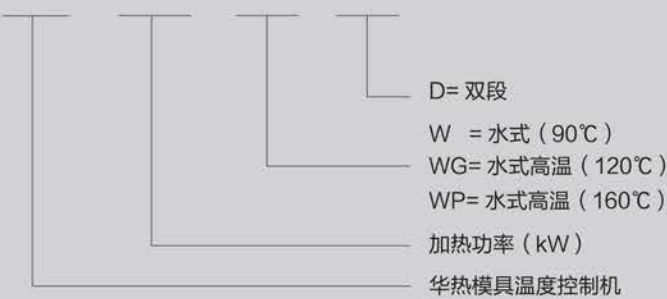 D= 双段
W = 水式（90℃）
WG= 水式高温（120℃）
WP= 水式高温（160℃）
加热功率（kW）
华热模具温度控制机